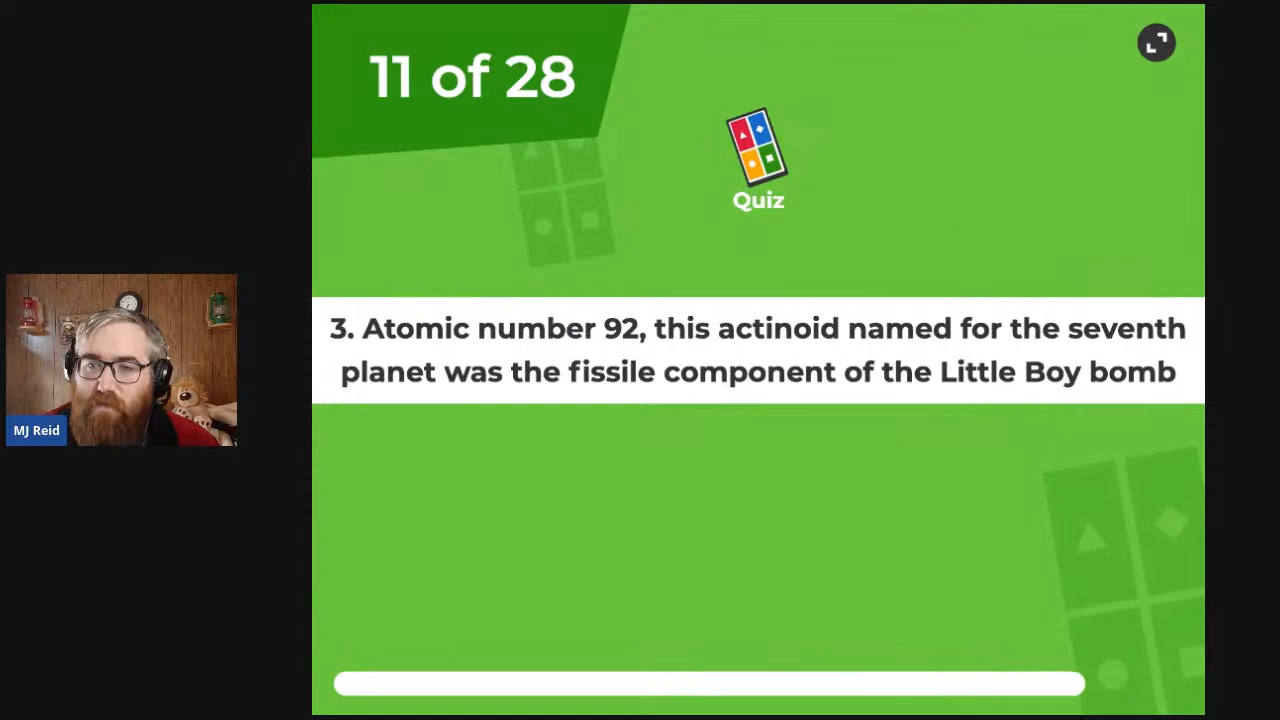 11 of 28
Quiz
3. Atomic number 92, this actinoid named for the seventh
planet was the fissile component of the Little Boy bomb
MJ Reid